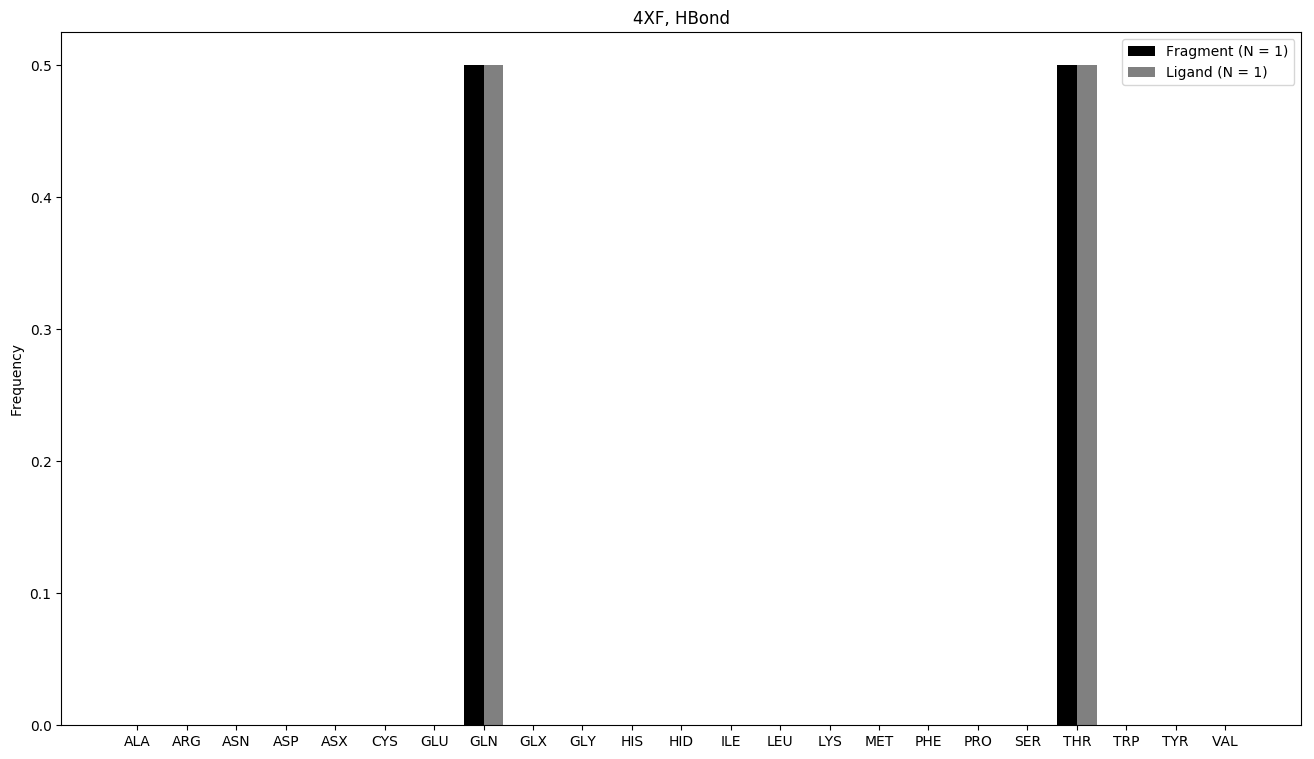 4XF, HBond
Fragment (N = 1)
Ligand (N = 1)
Frequency
0.5
0.4
0.3
0.2
0.1
0.0
ALA ARG ASN ASP ASX CYS GLU GLN GLX GLY HIS HID ILE LEU LYS MET PHE PRO SER THR TRP TYR VAL